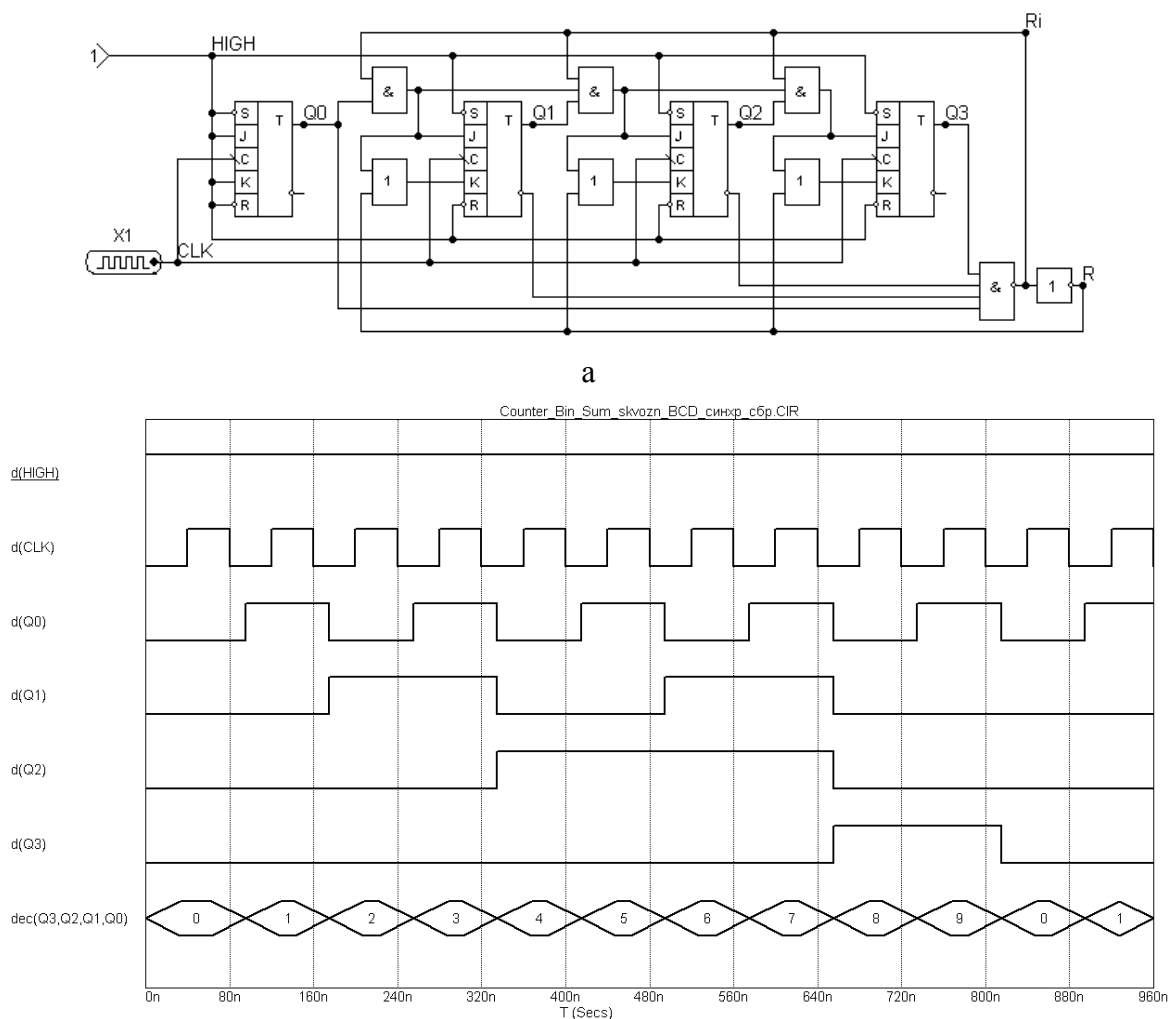 Ri
1 HIGH
& & &
S T Q0 S T Q1 S T Q2 S T Q3
J J J J
C C C C
K 1 K 1 K 1 K
R R R R
X1
CLK
& 1 R
а
Counter_Bin_Sum_skvozn_BCD_синхр_сбр.CIR
d(HIGH)
d(CLK)
d(Q0)
d(Q1)
d(Q2)
d(Q3)
dec(Q3,Q2,Q1,Q0) 0 1 2 3 4 5 6 7 8 9 0 1
0n 80n 160n 240n 320n 400n 480n 560n 640n 720n 800n 880n 960n
T (Secs)